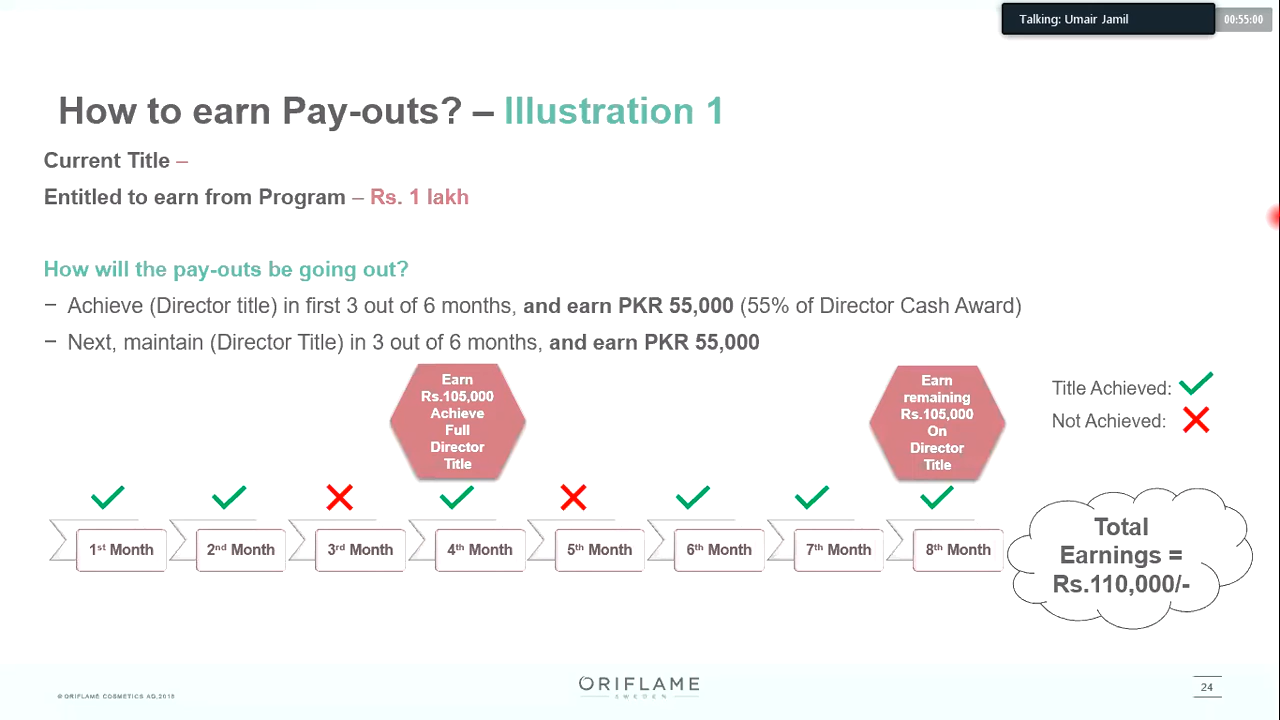 Talking: Umair Jamil
00:55:00
How to earn Pay-outs? – Illustration 1
Current Title –
Entitled to earn from Program – Rs. 1 lakh
How will the pay-outs be going out?
− Achieve (Director title) in first 3 out of 6 months, and earn PKR 55,000 (55% of Director Cash Award)
− Next, maintain (Director Title) in 3 out of 6 months, and earn PKR 55,000
Earn
Rs.105,000
Achieve
Full
Director
Title
Earn
remaining
Rs.105,000
On
Director
Title
Title Achieved:
Not Achieved:
1st Month
2nd Month
3rd Month
4th Month
5th Month
6th Month
7th Month
8th Month
Total
Earnings =
Rs.110,000/-
© ORIFLAME COSMETICS AG,2018
ORIFLAME
SWEDEN
24